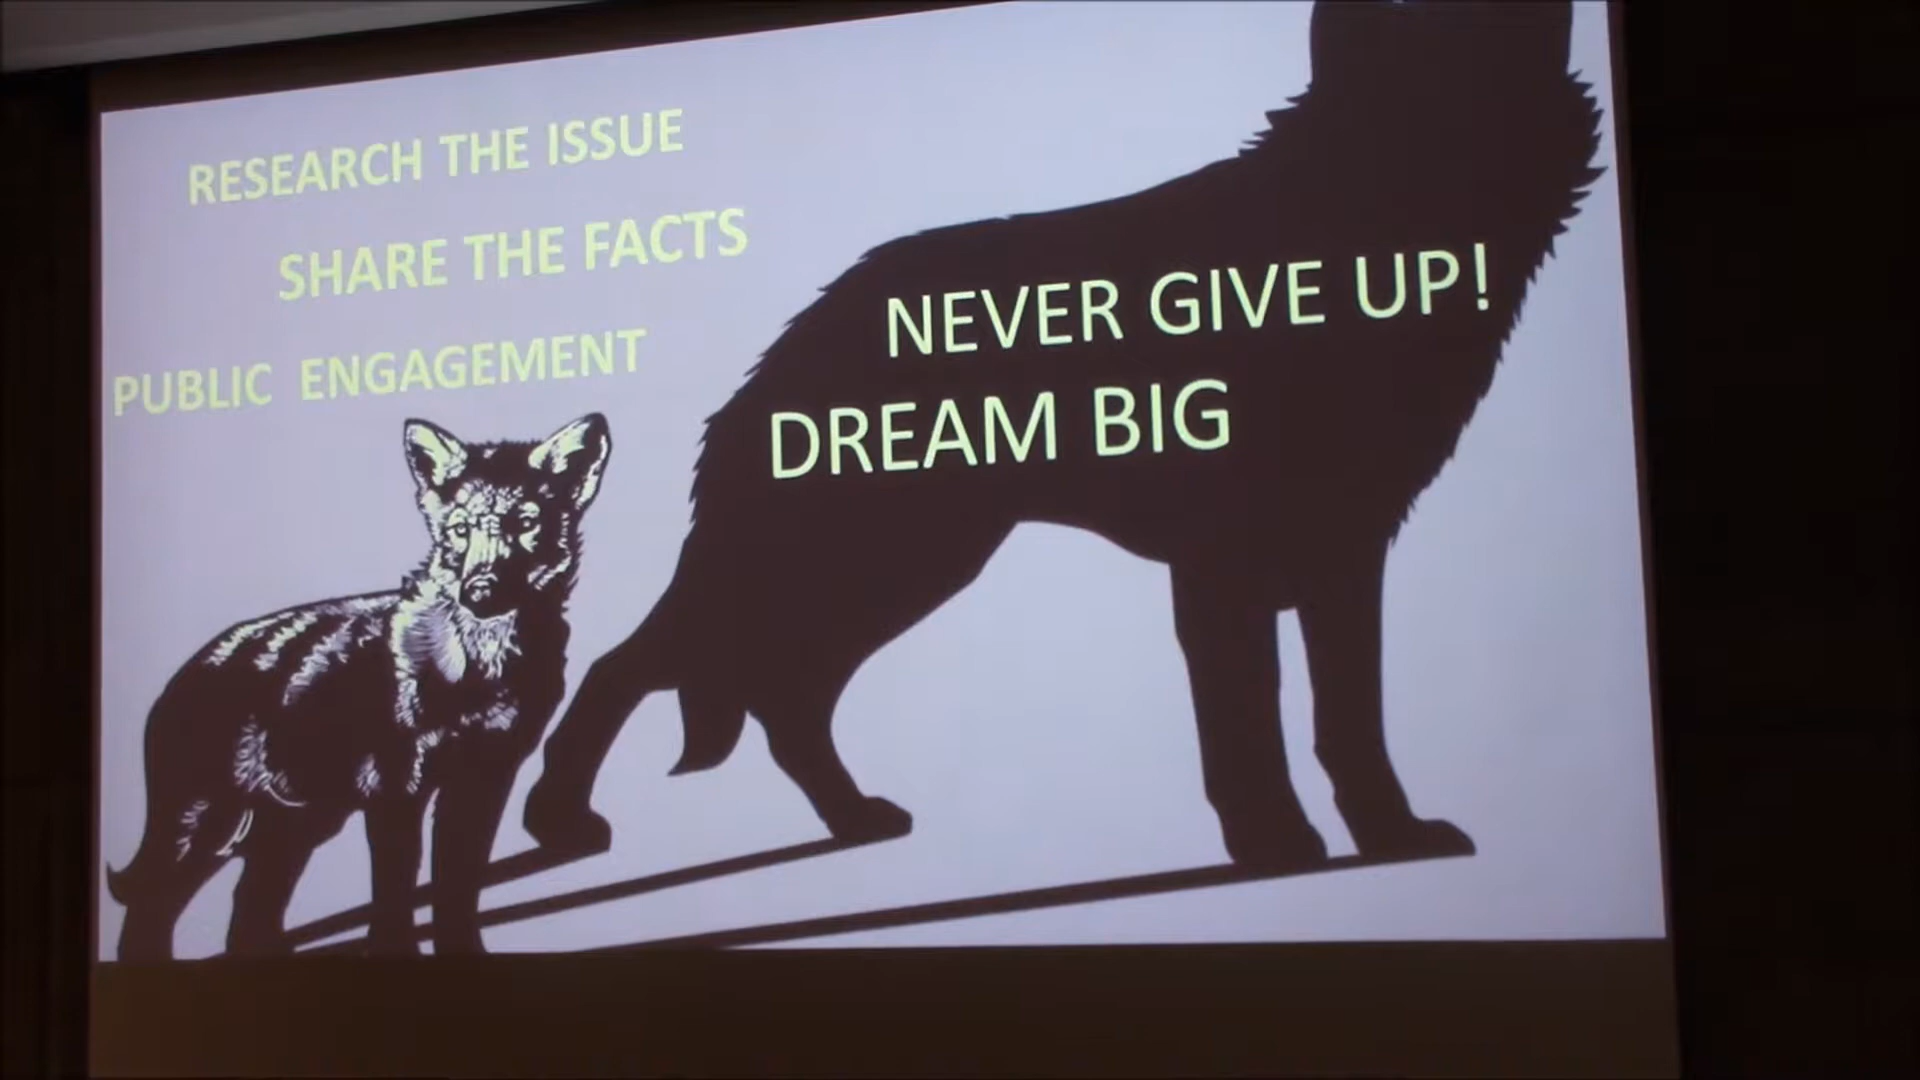 RESEARCH THE ISSUE
SHARE THE FACTS
PUBLIC ENGAGEMENT
NEVER GIVE UP!
DREAM BIG